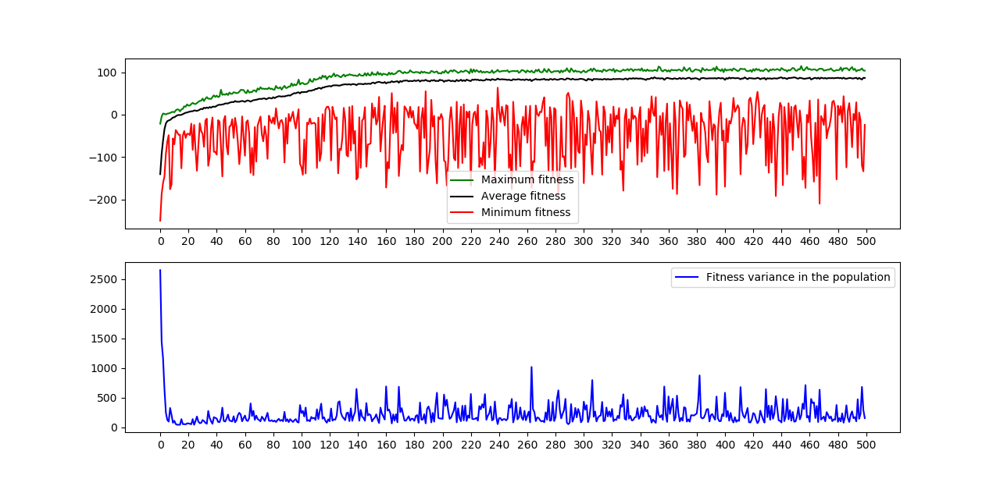 100
0
−100
−200
Maximum fitness
Average fitness
Minimum fitness
0 20 40 60 80 100 120 140 160 180 200 220 240 260 280 300 320 340 360 380 400 420 440 460 480 500
2500
2000
1500
1000
500
0
Fitness variance in the population
0 20 40 60 80 100 120 140 160 180 200 220 240 260 280 300 320 340 360 380 400 420 440 460 480 500